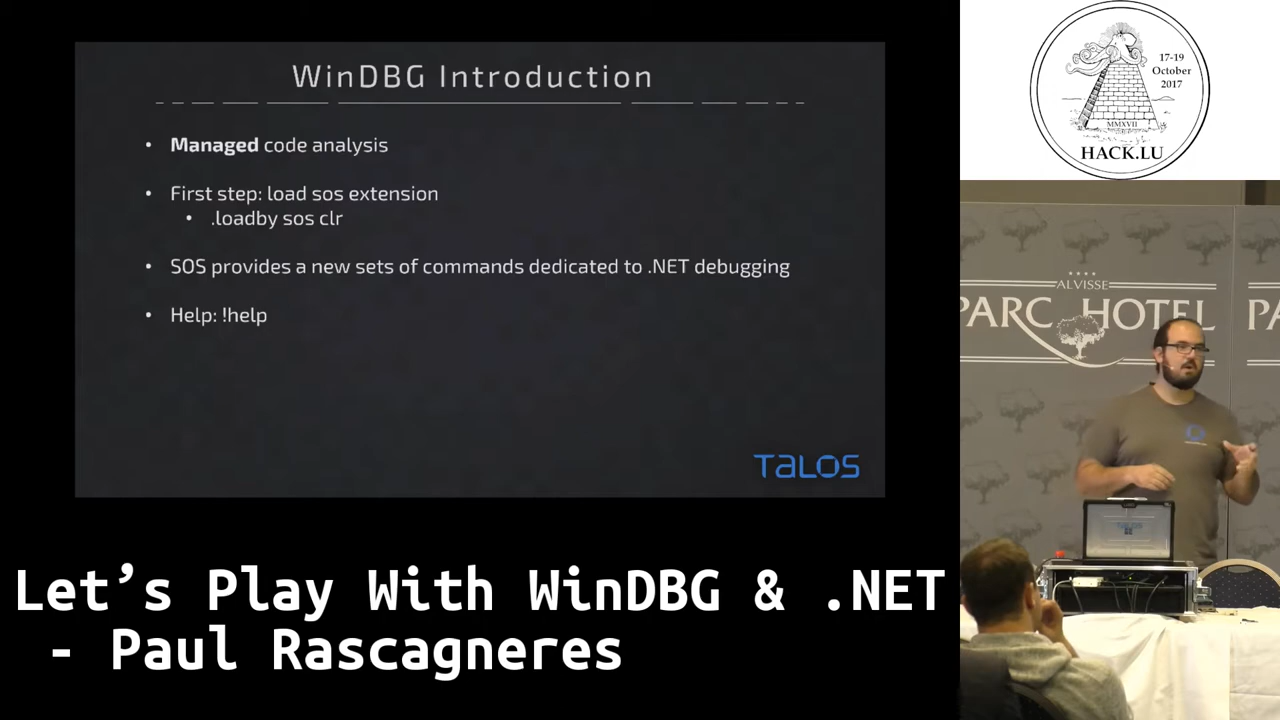 WinDBG Introduction
• Managed code analysis
• First step: load sos extension
• .loadby sos clr
• SOS provides a new sets of commands dedicated to .NET debugging
• Help: !help
TALOS
17-19
October
2017
MMXVII
HACK.LU
ALVISSE
PARC HOTEL
PA
TALOS
Let's Play With WinDBG & .NET
- Paul Rascagneres